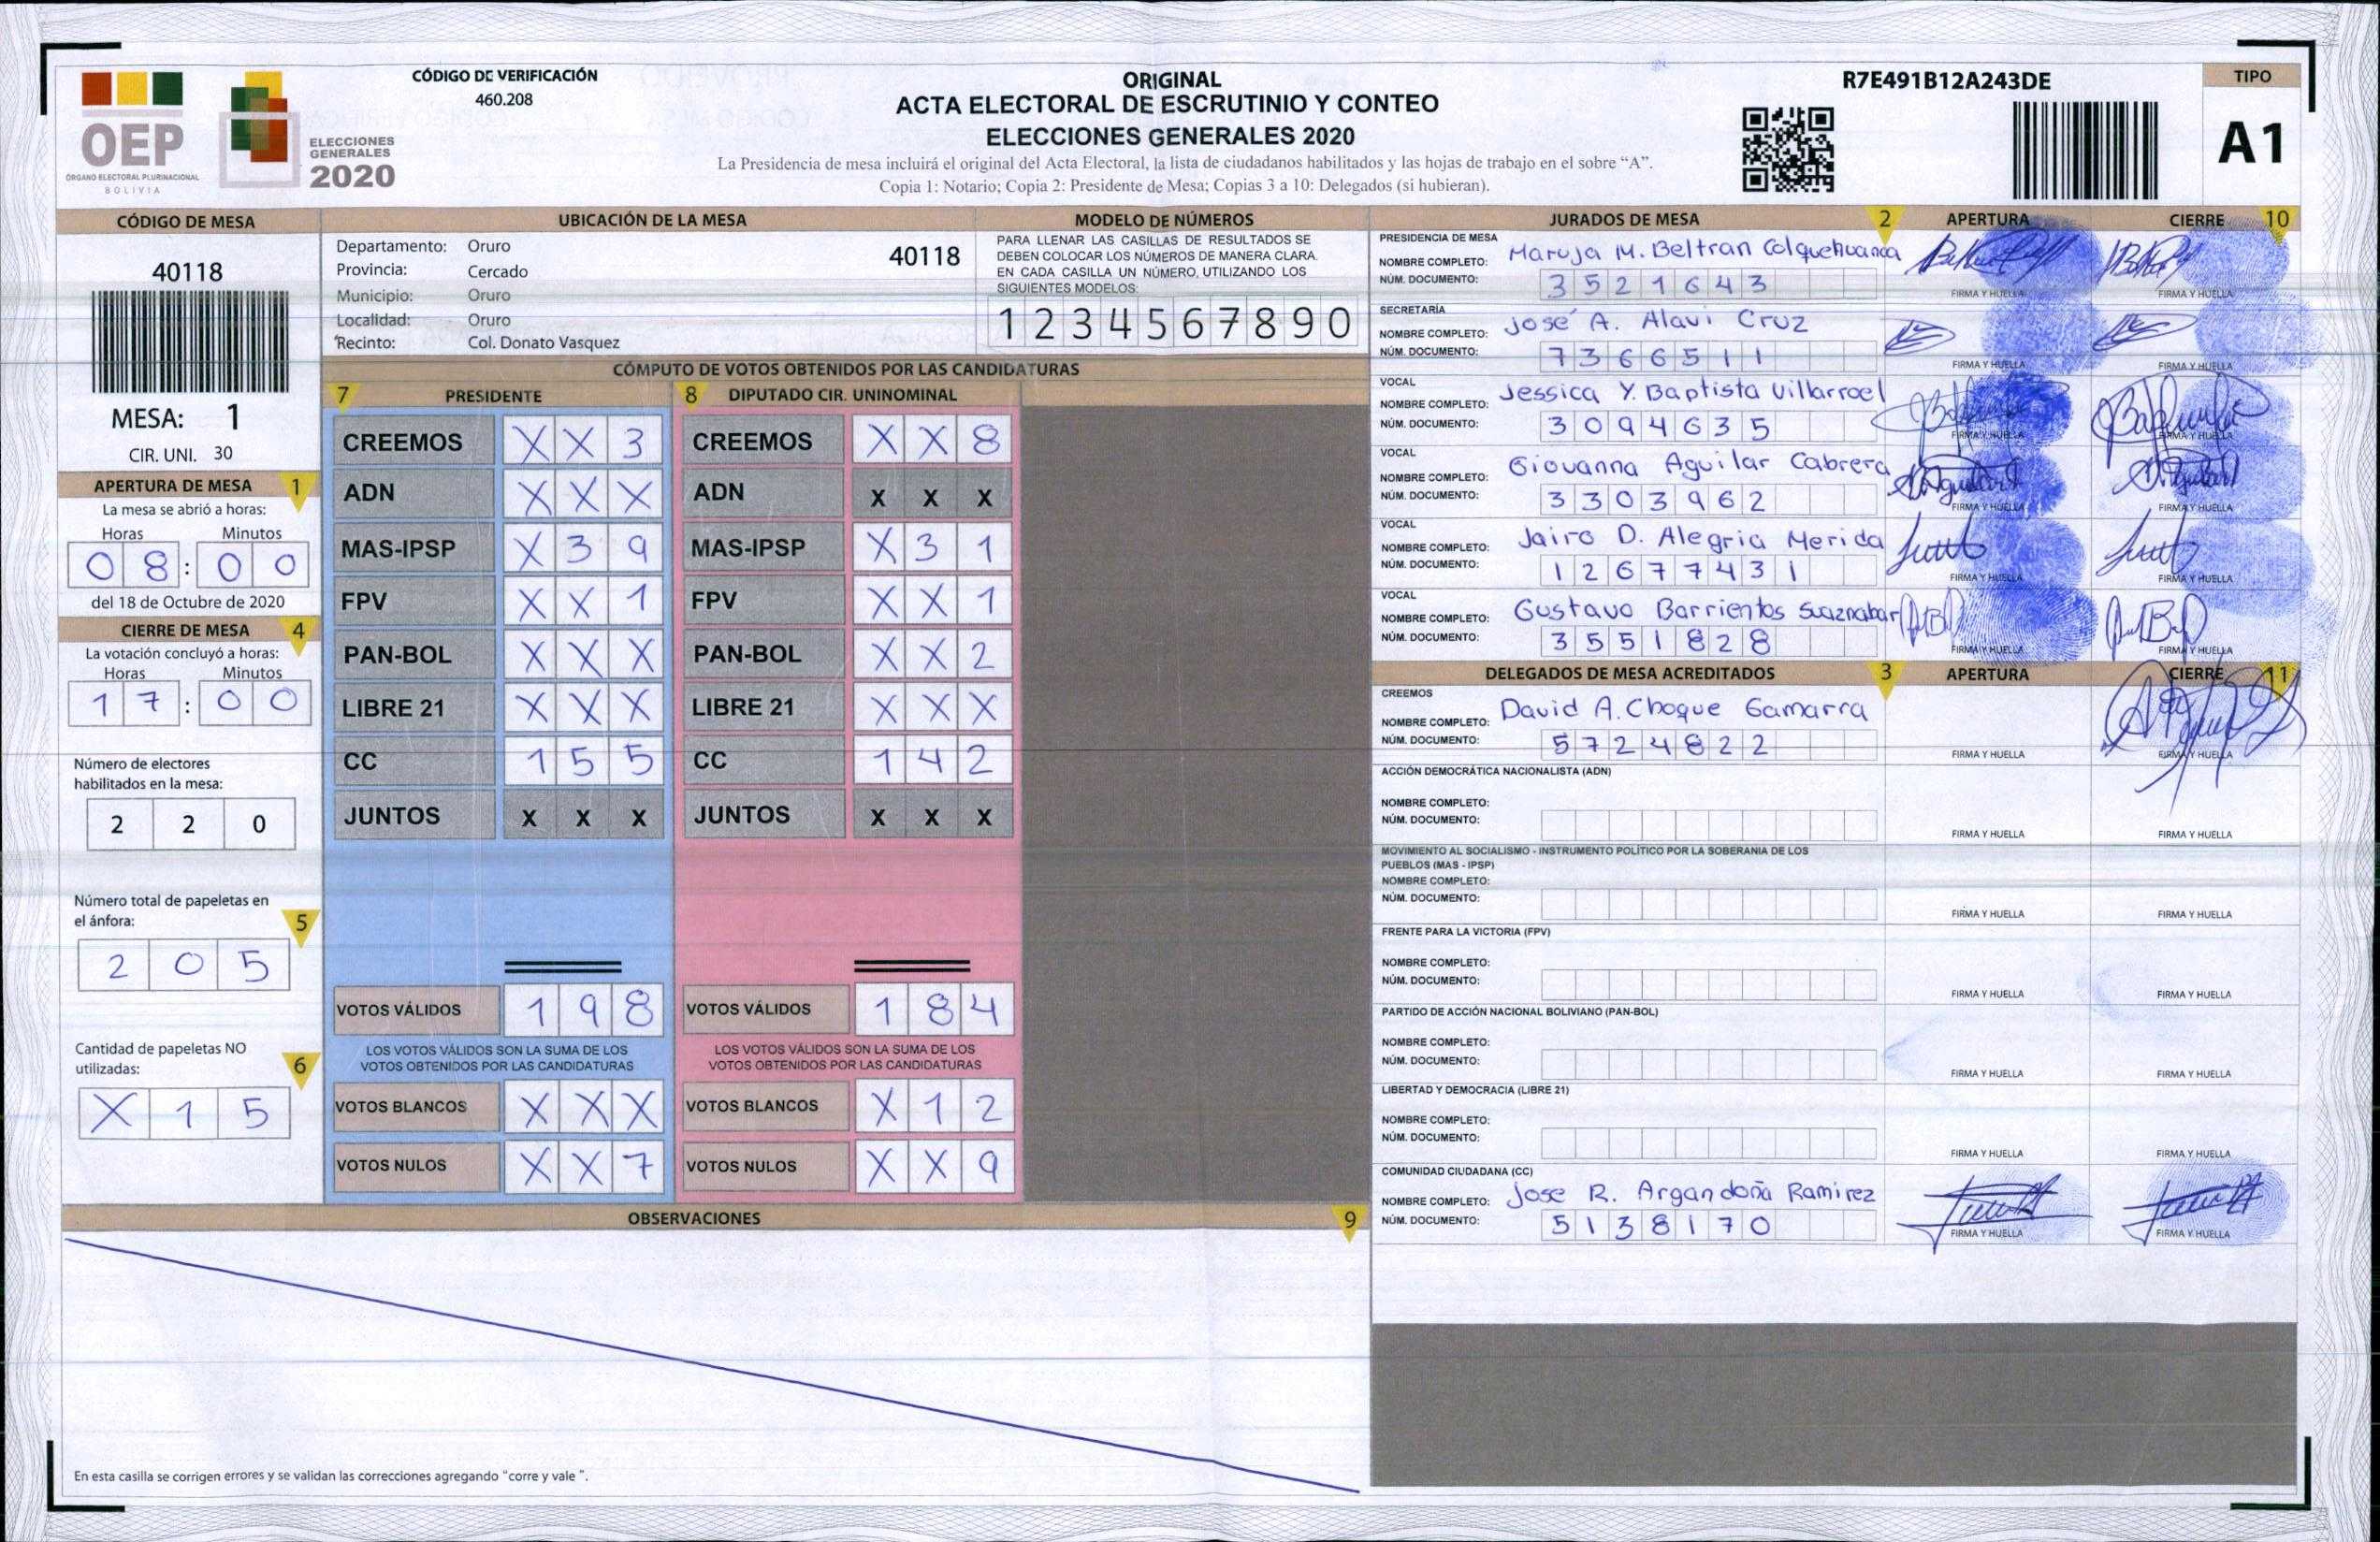 OEP
ÓRGANO ELECTORAL PLURINACIONAL
BOLIVIA
ELECCIONES
GENERALES
2020
CÓDIGO DE VERIFICACIÓN
460.208
ORIGINAL
ACTA ELECTORAL DE ESCRUTINIO Y CONTEO
ELECCIONES GENERALES 2020
La Presidencia de mesa incluirá el original del Acta Electoral, la lista de ciudadanos habilitados y las hojas de trabajo en el sobre “A”.
Copia 1: Notario; Copia 2: Presidente de Mesa; Copias 3 a 10: Delegados (si hubieran).
R7E491B12A243DE
TIPO
A1
CÓDIGO DE MESA
40118
MESA: 1
CIR. UNI. 30
APERTURA DE MESA 1
La mesa se abrió a horas:
Horas Minutos
0 8 : 0 0
del 18 de Octubre de 2020
CIERRE DE MESA 4
La votación concluyó a horas:
Horas Minutos
1 7 : 0 0
Número de electores
habilitados en la mesa:
2 2 0
Número total de papeletas en
el ánfora: 5
2 0 5
Cantidad de papeletas NO
utilizadas: 6
X 1 5
UBICACIÓN DE LA MESA
Departamento: Oruro
40118
Provincia: Cercado
Municipio: Oruro
Localidad: Oruro
Recinto: Col. Donato Vasquez
MODELO DE NÚMEROS
PARA LLENAR LAS CASILLAS DE RESULTADOS SE
DEBEN COLOCAR LOS NÚMEROS DE MANERA CLARA.
EN CADA CASILLA UN NÚMERO, UTILIZANDO LOS
SIGUIENTES MODELOS:
1 2 3 4 5 6 7 8 9 0
CÓMPUTO DE VOTOS OBTENIDOS POR LAS CANDIDATURAS
7 PRESIDENTE 8 DIPUTADO CIR. UNINOMINAL
CREEMOS X X 3 CREEMOS X X 8
ADN X X X ADN X X X
MAS-IPSP X 3 9 MAS-IPSP X 3 1
FPV X X 1 FPV X X 1
PAN-BOL X X X PAN-BOL X X 2
LIBRE 21 X X X LIBRE 21 X X X
CC 1 5 5 CC 1 4 2
JUNTOS X X X JUNTOS X X X
VOTOS VÁLIDOS 1 9 8 VOTOS VÁLIDOS 1 8 4
LOS VOTOS VÁLIDOS SON LA SUMA DE LOS LOS VOTOS VÁLIDOS SON LA SUMA DE LOS
VOTOS OBTENIDOS POR LAS CANDIDATURAS VOTOS OBTENIDOS POR LAS CANDIDATURAS
VOTOS BLANCOS X X X VOTOS BLANCOS X 1 2
VOTOS NULOS X X 7 VOTOS NULOS X X 9
OBSERVACIONES 9
En esta casilla se corrigen errores y se validan las correcciones agregando “corre y vale ”.
JURADOS DE MESA 2 APERTURA CIERRE 10
PRESIDENCIA DE MESA
NOMBRE COMPLETO: Maruja M. Beltran Colquehuanca
NÚM. DOCUMENTO: 3 5 2 1 6 4 3
FIRMA Y HUELLA FIRMA Y HUELLA
SECRETARÍA
NOMBRE COMPLETO: José A. Alavi Cruz
NÚM. DOCUMENTO: 7 3 6 6 5 1 1
FIRMA Y HUELLA FIRMA Y HUELLA
VOCAL
NOMBRE COMPLETO: Jessica Y. Baptista Villarroel
NÚM. DOCUMENTO: 3 0 9 4 6 3 5
FIRMA Y HUELLA FIRMA Y HUELLA
VOCAL
NOMBRE COMPLETO: Giovanna Aguilar Cabrera
NÚM. DOCUMENTO: 3 3 0 3 9 6 2
FIRMA Y HUELLA FIRMA Y HUELLA
VOCAL
NOMBRE COMPLETO: Jairo D. Alegria Merida
NÚM. DOCUMENTO: 1 2 6 7 7 4 3 1
FIRMA Y HUELLA FIRMA Y HUELLA
VOCAL
NOMBRE COMPLETO: Gustavo Barrientos Suaznabar
NÚM. DOCUMENTO: 3 5 5 1 8 2 8
FIRMA Y HUELLA FIRMA Y HUELLA
DELEGADOS DE MESA ACREDITADOS 3 APERTURA CIERRE 11
CREEMOS
NOMBRE COMPLETO: David A. Choque Gamarra
NÚM. DOCUMENTO: 5 7 2 4 8 2 2
FIRMA Y HUELLA FIRMA Y HUELLA
ACCIÓN DEMOCRÁTICA NACIONALISTA (ADN)
NOMBRE COMPLETO:
NÚM. DOCUMENTO:
FIRMA Y HUELLA FIRMA Y HUELLA
MOVIMIENTO AL SOCIALISMO - INSTRUMENTO POLÍTICO POR LA SOBERANIA DE LOS
PUEBLOS (MAS - IPSP)
NOMBRE COMPLETO:
NÚM. DOCUMENTO:
FIRMA Y HUELLA FIRMA Y HUELLA
FRENTE PARA LA VICTORIA (FPV)
NOMBRE COMPLETO:
NÚM. DOCUMENTO:
FIRMA Y HUELLA FIRMA Y HUELLA
PARTIDO DE ACCIÓN NACIONAL BOLIVIANO (PAN-BOL)
NOMBRE COMPLETO:
NÚM. DOCUMENTO:
FIRMA Y HUELLA FIRMA Y HUELLA
LIBERTAD Y DEMOCRACIA (LIBRE 21)
NOMBRE COMPLETO:
NÚM. DOCUMENTO:
FIRMA Y HUELLA FIRMA Y HUELLA
COMUNIDAD CIUDADANA (CC)
NOMBRE COMPLETO: Jose R. Argandoña Ramirez
NÚM. DOCUMENTO: 5 1 3 8 1 7 0
FIRMA Y HUELLA FIRMA Y HUELLA